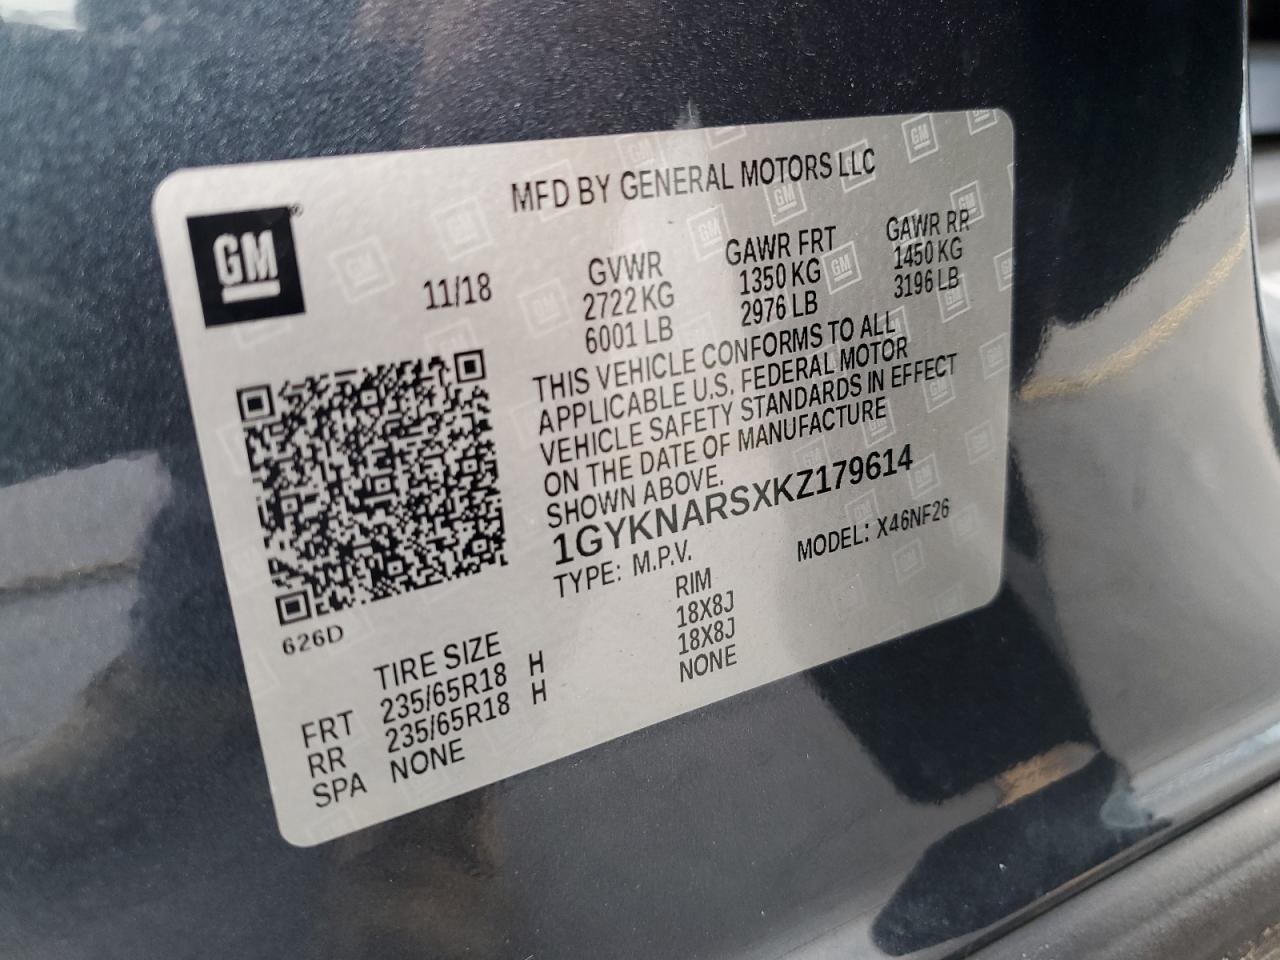 MFD BY GENERAL MOTORS LLC
GM®
11/18
GVWR GAWR FRT GAWR RR
2722 KG 1350 KG 1450 KG
6001 LB 2976 LB 3196 LB
THIS VEHICLE CONFORMS TO ALL
APPLICABLE U.S. FEDERAL MOTOR
VEHICLE SAFETY STANDARDS IN EFFECT
ON THE DATE OF MANUFACTURE
SHOWN ABOVE.
1GYKNARSXKZ179614
TYPE: M.P.V. MODEL: X46NF26
626D
TIRE SIZE RIM
FRT 235/65R18 H 18X8J
RR 235/65R18 H 18X8J
SPA NONE NONE